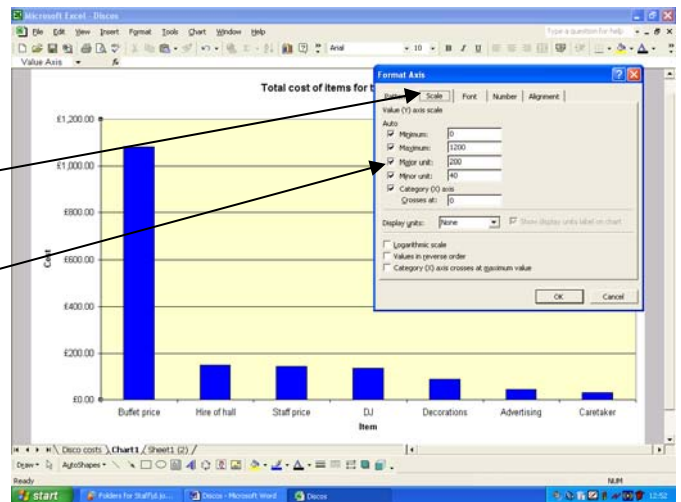 Microsoft Excel - Discos
File Edit View Insert Format Tools Chart Window Help
Type a question for help
Arial 10 B I U
Value Axis fx
Total cost of items for t
Format Axis
Scale Font Number Alignment
Value (Y) axis scale
Auto
Minimum: 0
Maximum: 1200
Major unit: 200
Minor unit: 40
Category (X) axis
Crosses at: 0
Display units: None Show display units label on chart
Logarithmic scale
Values in reverse order
Category (X) axis crosses at maximum value
OK Cancel
£1,200.00
£1,000.00
£800.00
£600.00
£400.00
£200.00
£0.00
Cost
Buffet price Hire of hall Staff price DJ Decorations Advertising Caretaker
Item
Disco costs Chart1 Sheet1 (2)
Draw AutoShapes
Ready NUM
start Discos - Microsoft Word Discos 12:52